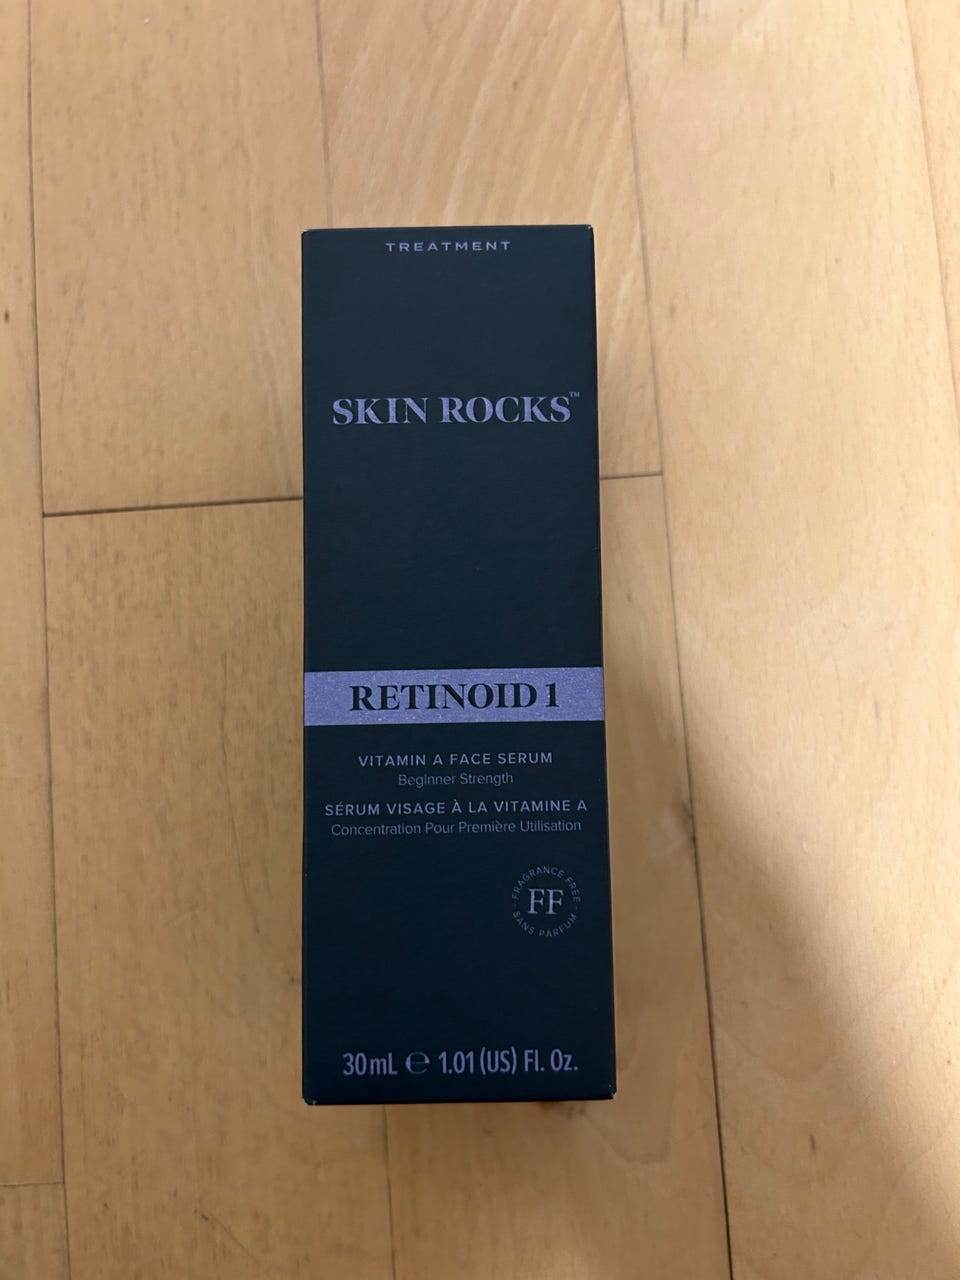 TREATMENT
SKIN ROCKS™
RETINOID 1
VITAMIN A FACE SERUM
Beginner Strength
SÉRUM VISAGE À LA VITAMINE A
Concentration Pour Première Utilisation
FRAGRANCE FREE
FF
SANS PARFUM
30mL ℮ 1.01 (US) Fl. Oz.